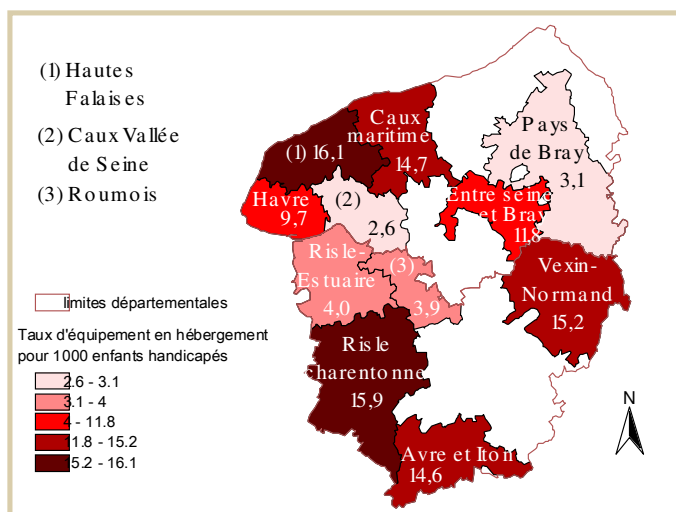 (1) Hautes
Falaises
(2) Caux Vallée
de Seine
(3) Roumois
Caux
maritime
14,7
(1) 16,1
Pays
de Bray
3,1
Havre
9,7
(2)
2,6
Entre seine
et Bray
11,8
Risle-
Estuaire
4,0
(3)
3,9
Vexin-
Normand
15,2
Risle
Charentonne
15,9
Avre et Iton
14,6
limites départementales
Taux d'équipement en hébergement
pour 1000 enfants handicapés
2.6 - 3.1
3.1 - 4
4 - 11.8
11.8 - 15.2
15.2 - 16.1
N